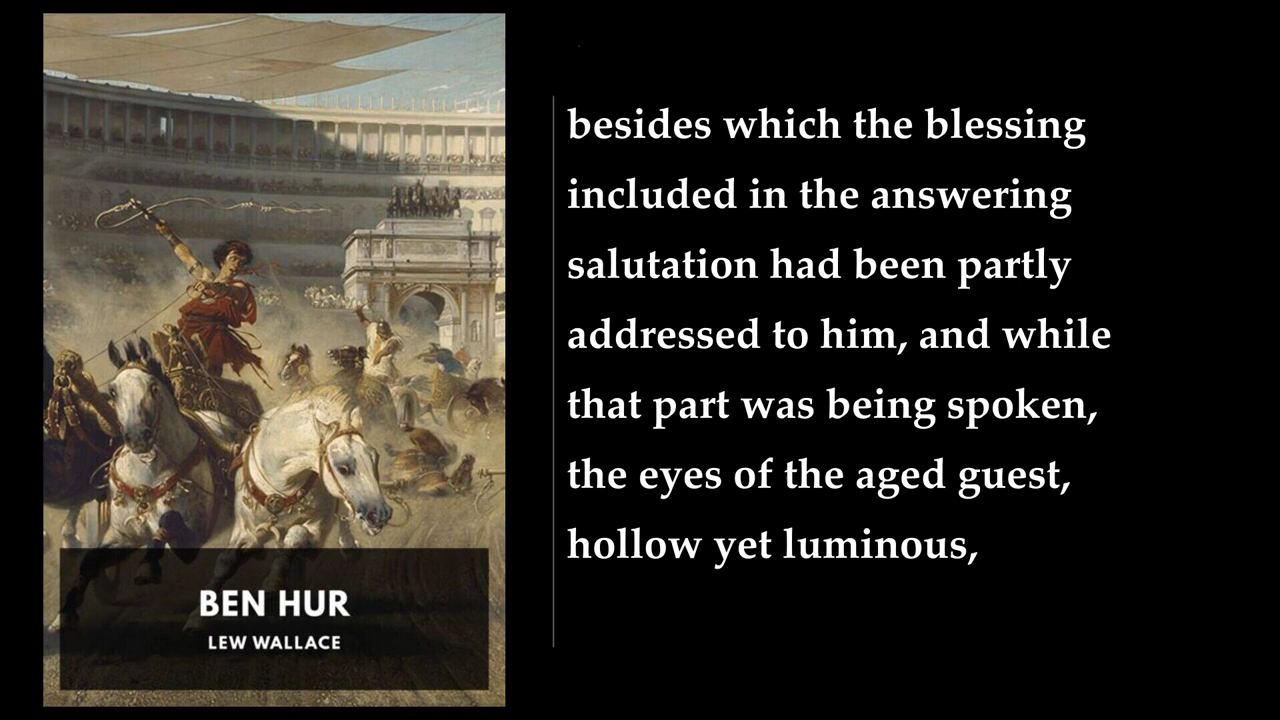 BEN HUR
LEW WALLACE
besides which the blessing
included in the answering
salutation had been partly
addressed to him, and while
that part was being spoken,
the eyes of the aged guest,
hollow yet luminous,